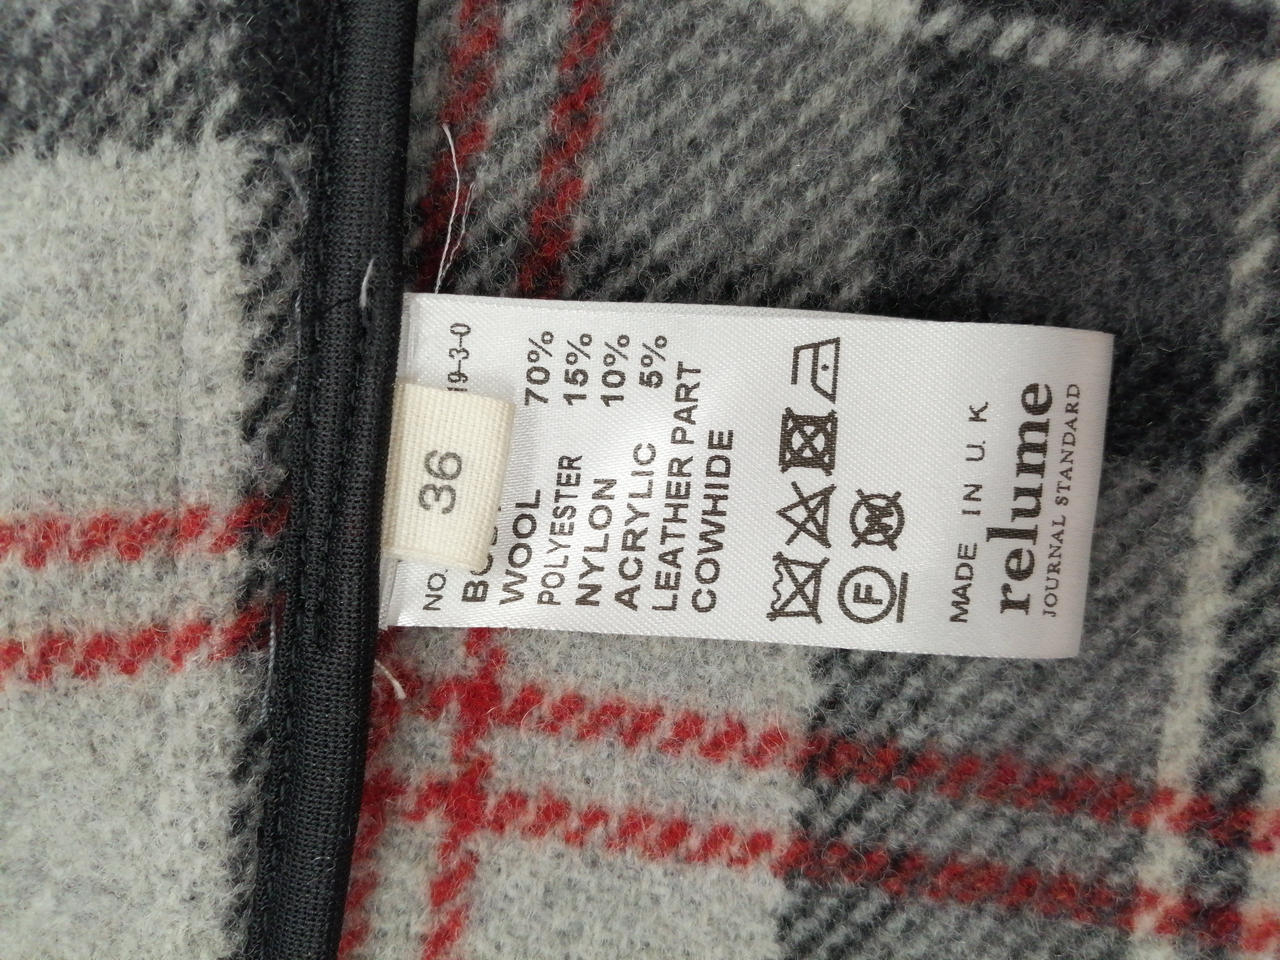 NO.
19-3-0
36
WOOL 70%
POLYESTER 15%
NYLON 10%
ACRYLIC 5%
LEATHER PART
COWHIDE
F
W
MADE IN U. K
relume
JOURNAL STANDARD